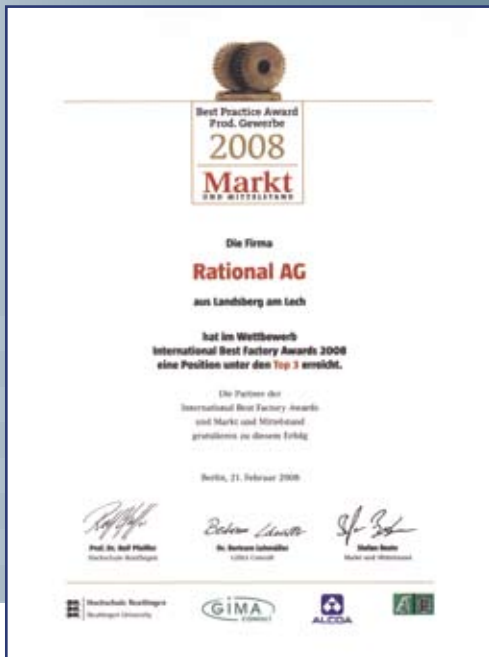 Best Practice Award
Prod. Gewerbe
2008
Markt
UND MITTELSTAND
Die Firma
Rational AG
aus Landsberg am Lech
hat im Wettbewerb
International Best Factory Awards 2008
eine Position unter den Top 3 erreicht.
Die Partner der
International Best Factory Awards
und Markt und Mittelstand
gratulieren zu diesem Erfolg
Berlin, 21. Februar 2008
Prof. Dr. Rolf Pfeiffer
Hochschule Reutlingen
Dr. Bertram Lohmüller
GIMA Consult
Stefan
Markt und Mittelstand
Hochschule Reutlingen
Reutlingen University
GIMA
CONSULT
ALCOA